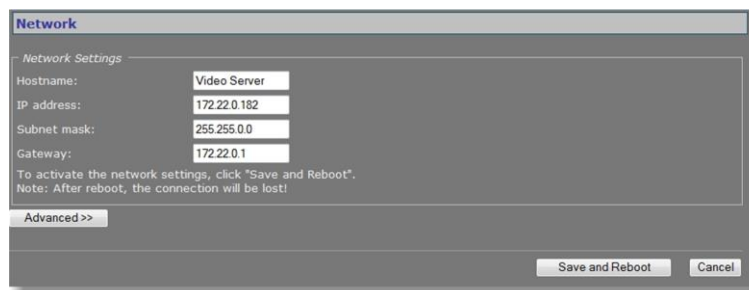 Network
Network Settings
Hostname: Video Server
IP address: 172.22.0.182
Subnet mask: 255.255.0.0
Gateway: 172.22.0.1
To activate the network settings, click "Save and Reboot".
Note: After reboot, the connection will be lost!
Advanced >>
Save and Reboot Cancel